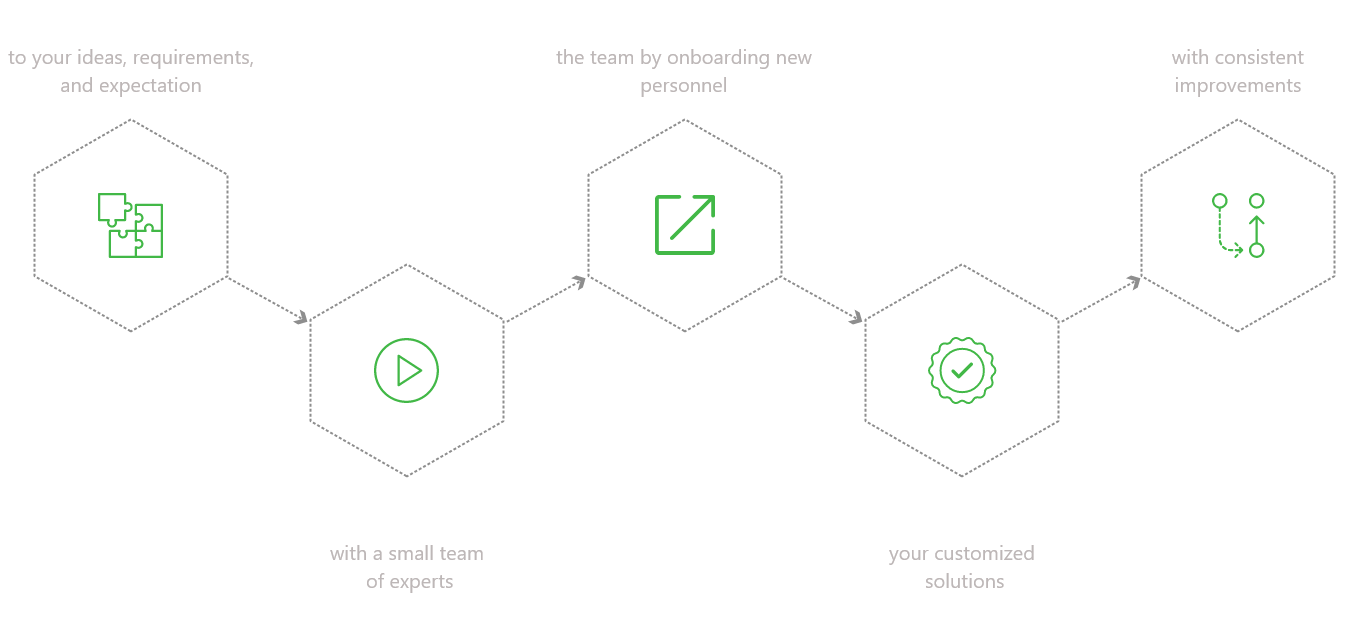 to your ideas, requirements,
and expectation
with a small team
of experts
the team by onboarding new
personnel
your customized
solutions
with consistent
improvements